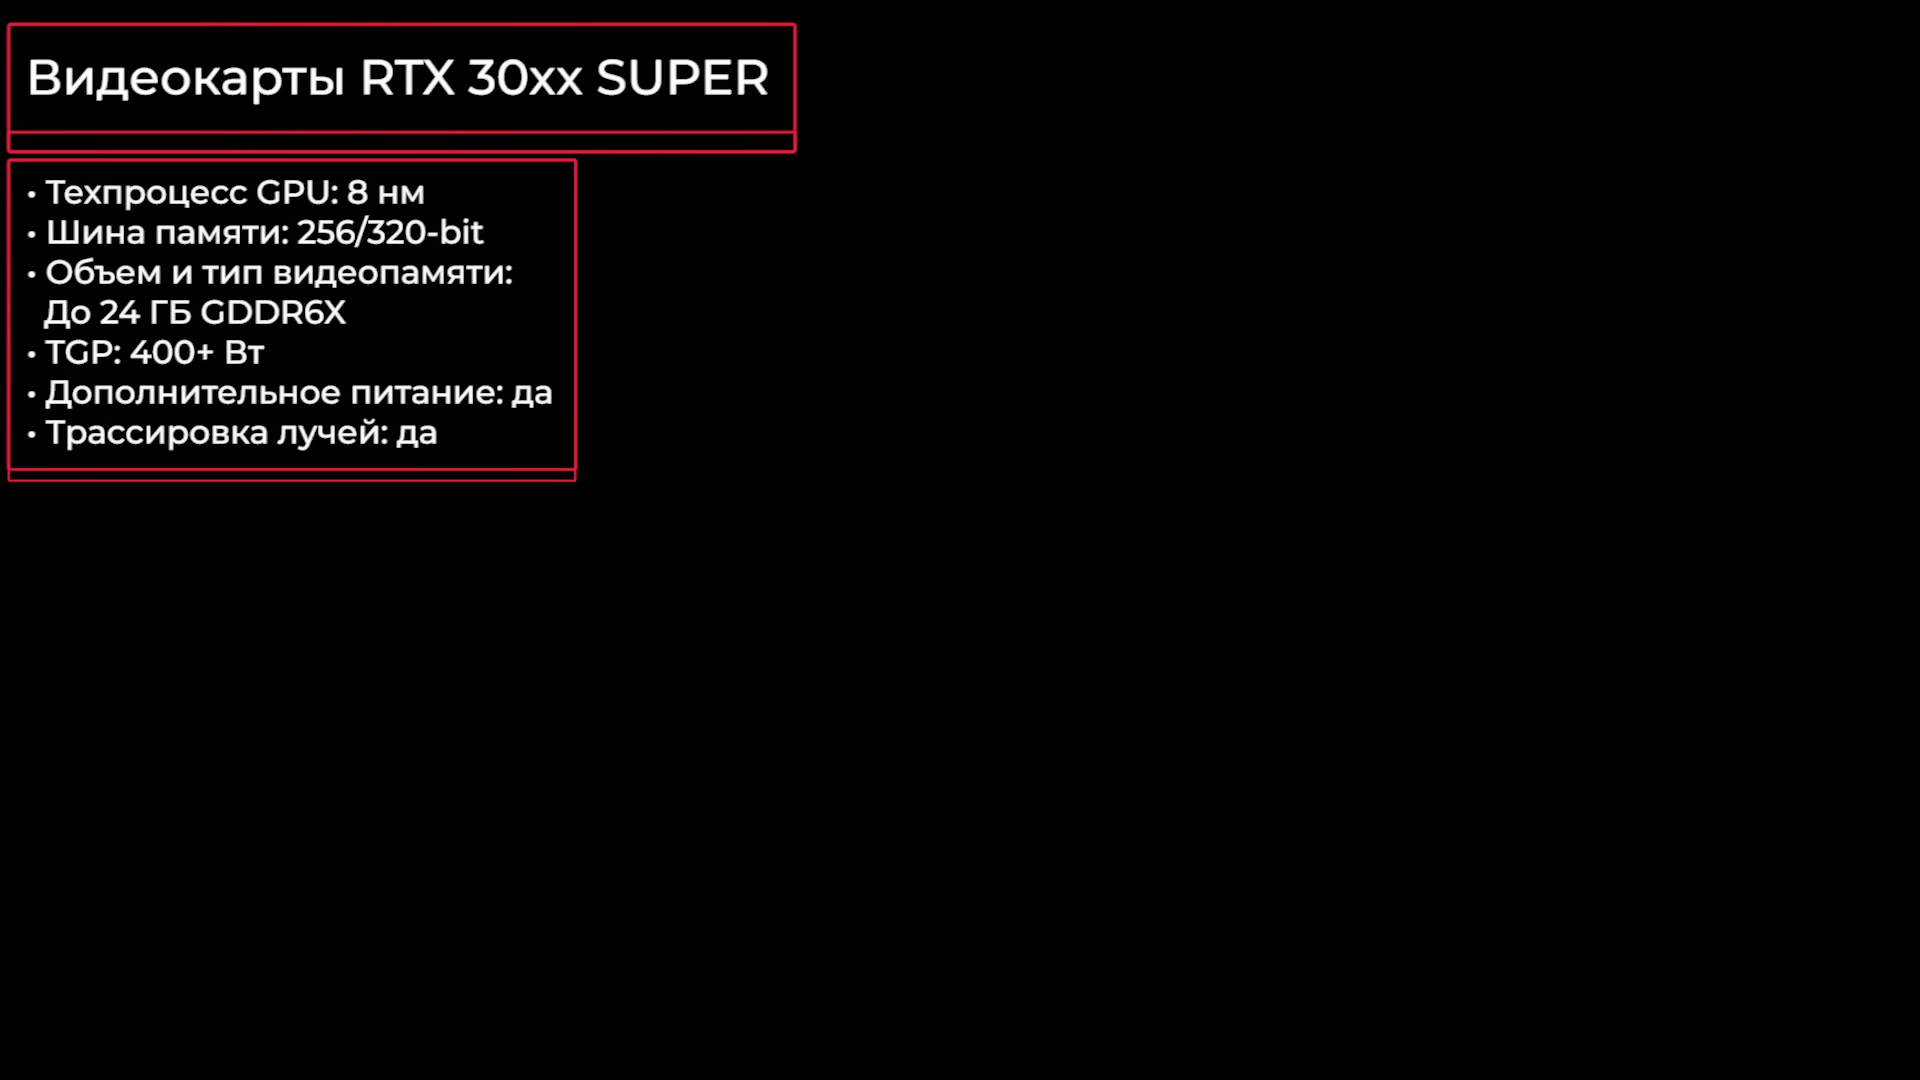 Видеокарты RTX 30xx SUPER
• Техпроцесс GPU: 8 нм
• Шина памяти: 256/320-bit
• Объем и тип видеопамяти:
До 24 ГБ GDDR6X
• TGP: 400+ Вт
• Дополнительное питание: да
• Трассировка лучей: да